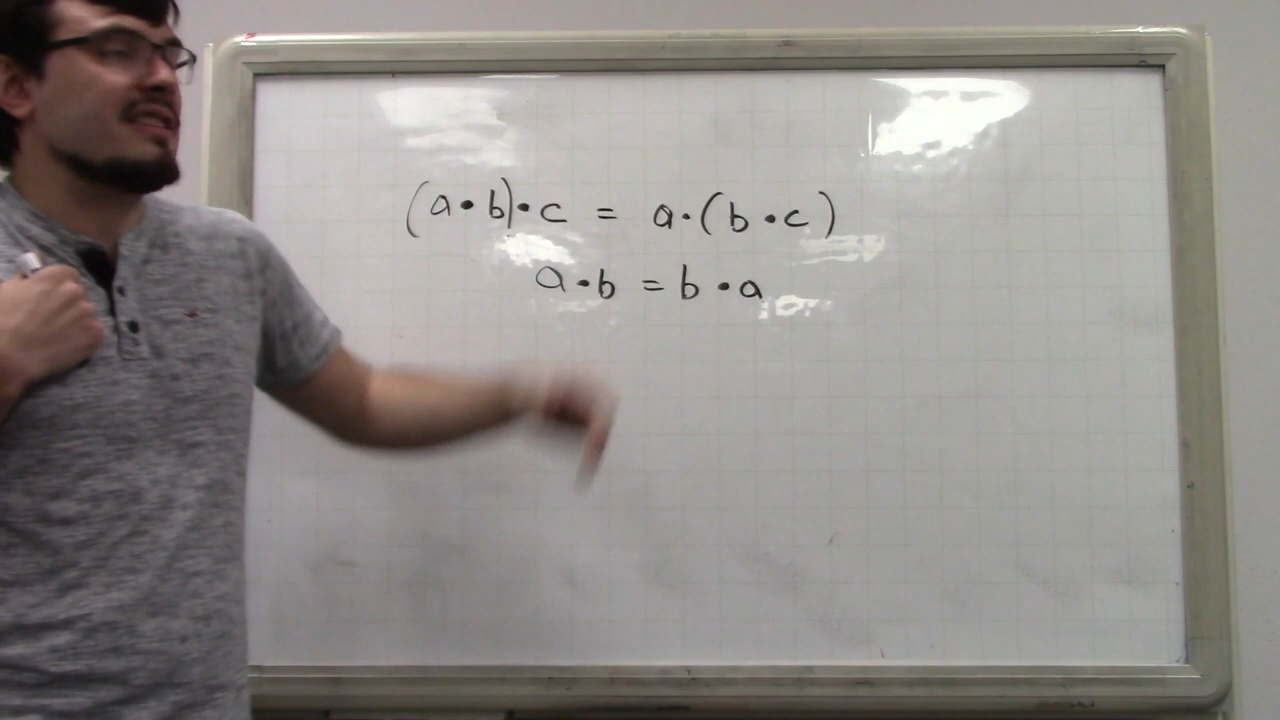 (a•b)•c = a•(b•c)
a•b = b•a